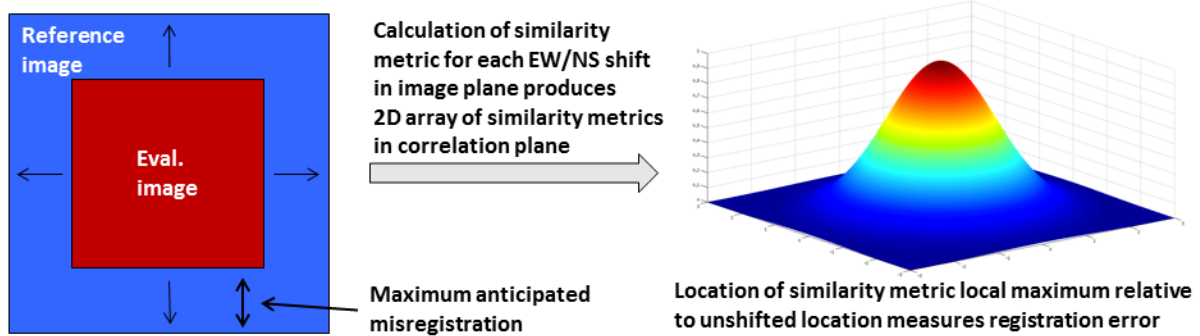 Reference
image
Eval.
image
Calculation of similarity
metric for each EW/NS shift
in image plane produces
2D array of similarity metrics
in correlation plane
Maximum anticipated
misregistration
Location of similarity metric local maximum relative
to unshifted location measures registration error